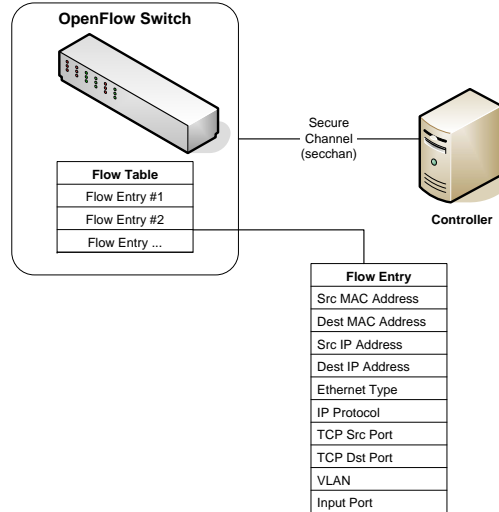 OpenFlow Switch
Secure
Channel
(secchan)
Controller
Flow Table
Flow Entry #1
Flow Entry #2
Flow Entry ...
Flow Entry
Src MAC Address
Dest MAC Address
Src IP Address
Dest IP Address
Ethernet Type
IP Protocol
TCP Src Port
TCP Dst Port
VLAN
Input Port